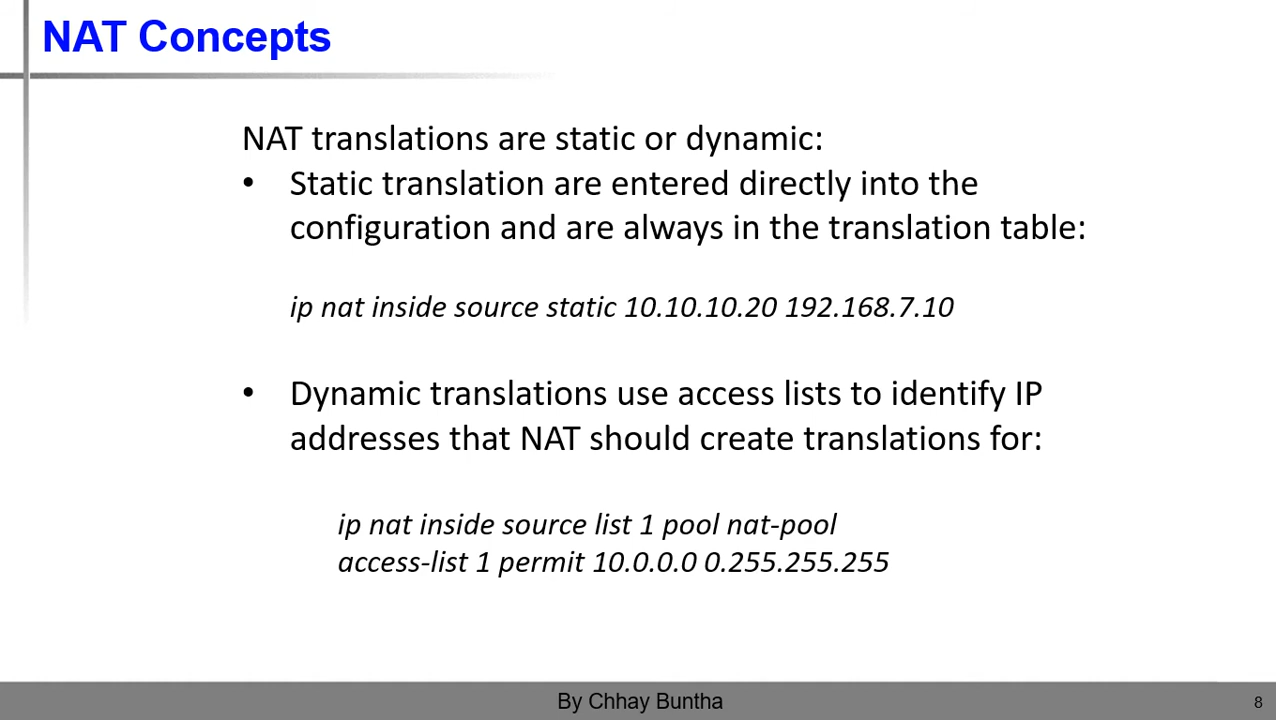 NAT Concepts
NAT translations are static or dynamic:
• Static translation are entered directly into the
configuration and are always in the translation table:
ip nat inside source static 10.10.10.20 192.168.7.10
• Dynamic translations use access lists to identify IP
addresses that NAT should create translations for:
ip nat inside source list 1 pool nat-pool
access-list 1 permit 10.0.0.0 0.255.255.255
By Chhay Buntha
8